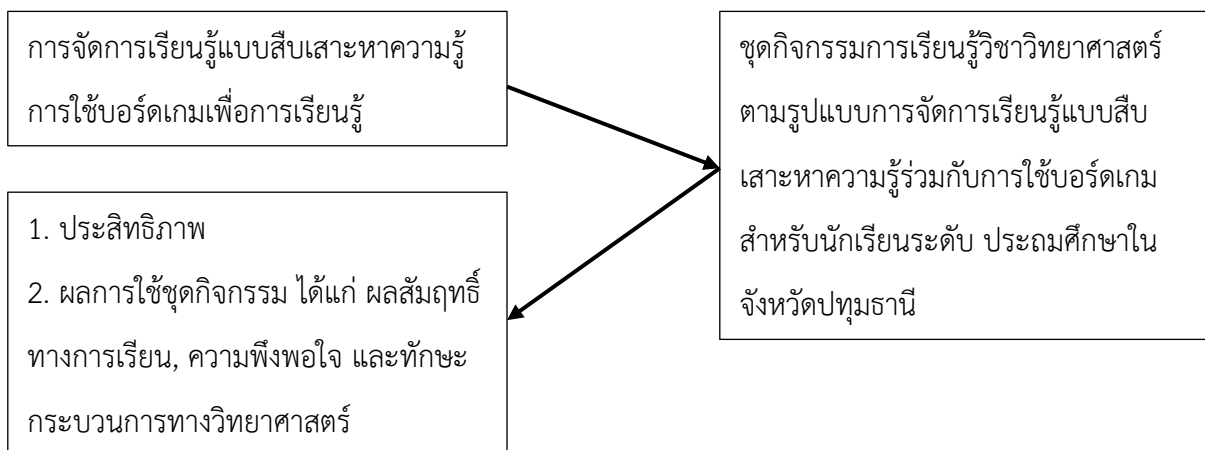 การจัดการเรียนรู้แบบสืบเสาะหาความรู้
การใช้บอร์ดเกมเพื่อการเรียนรู้
ชุดกิจกรรมการเรียนรู้วิชาวิทยาศาสตร์
ตามรูปแบบการจัดการเรียนรู้แบบสืบ
เสาะหาความรู้ร่วมกับการใช้บอร์ดเกม
สำหรับนักเรียนระดับ ประถมศึกษาใน
จังหวัดปทุมธานี
1. ประสิทธิภาพ
2. ผลการใช้ชุดกิจกรรม ได้แก่ ผลสัมฤทธิ์
ทางการเรียน, ความพึงพอใจ และทักษะ
กระบวนการทางวิทยาศาสตร์